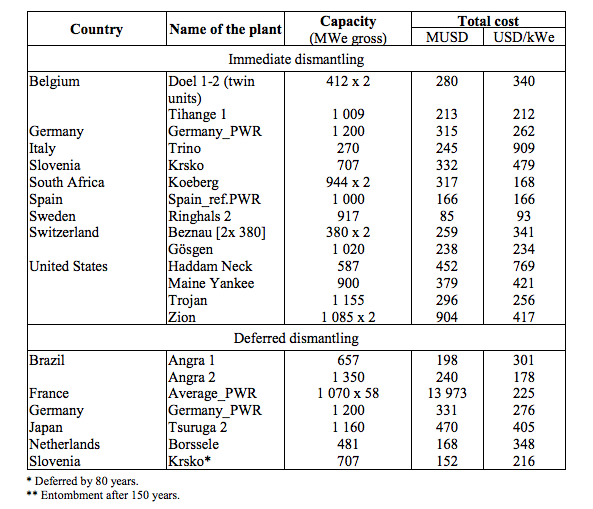 Country Name of the plant Capacity (MWe gross) Total cost
MUSD USD/kWe
Immediate dismantling
Belgium Doel 1-2 (twin units) 412 x 2 280 340
Tihange 1 1 009 213 212
Germany Germany_PWR 1 200 315 262
Italy Trino 270 245 909
Slovenia Krsko 707 332 479
South Africa Koeberg 944 x 2 317 168
Spain Spain_ref.PWR 1 000 166 166
Sweden Ringhals 2 917 85 93
Switzerland Beznau [2x 380] 380 x 2 259 341
Gösgen 1 020 238 234
United States Haddam Neck 587 452 769
Maine Yankee 900 379 421
Trojan 1 155 296 256
Zion 1 085 x 2 904 417
Deferred dismantling
Brazil Angra 1 657 198 301
Angra 2 1 350 240 178
France Average_PWR 1 070 x 58 13 973 225
Germany Germany_PWR 1 200 331 276
Japan Tsuruga 2 1 160 470 405
Netherlands Borssele 481 168 348
Slovenia Krsko* 707 152 216
* Deferred by 80 years.
** Entombment after 150 years.